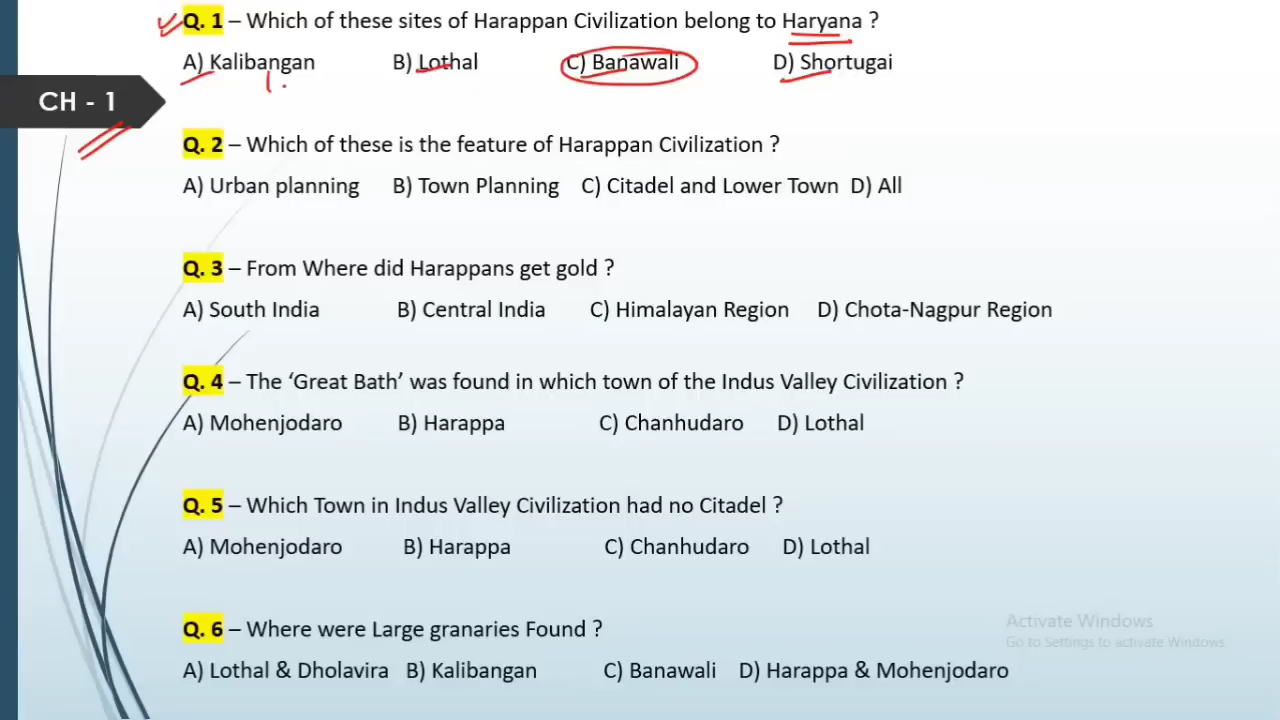 Q. 1 – Which of these sites of Harappan Civilization belong to Haryana ?
A) Kalibangan B) Lothal C) Banawali D) Shortugai
CH - 1
Q. 2 – Which of these is the feature of Harappan Civilization ?
A) Urban planning B) Town Planning C) Citadel and Lower Town D) All
Q. 3 – From Where did Harappans get gold ?
A) South India B) Central India C) Himalayan Region D) Chota-Nagpur Region
Q. 4 – The ‘Great Bath’ was found in which town of the Indus Valley Civilization ?
A) Mohenjodaro B) Harappa C) Chanhudaro D) Lothal
Q. 5 – Which Town in Indus Valley Civilization had no Citadel ?
A) Mohenjodaro B) Harappa C) Chanhudaro D) Lothal
Q. 6 – Where were Large granaries Found ?
Activate Windows
Go to Settings to activate Windows.
A) Lothal & Dholavira B) Kalibangan C) Banawali D) Harappa & Mohenjodaro